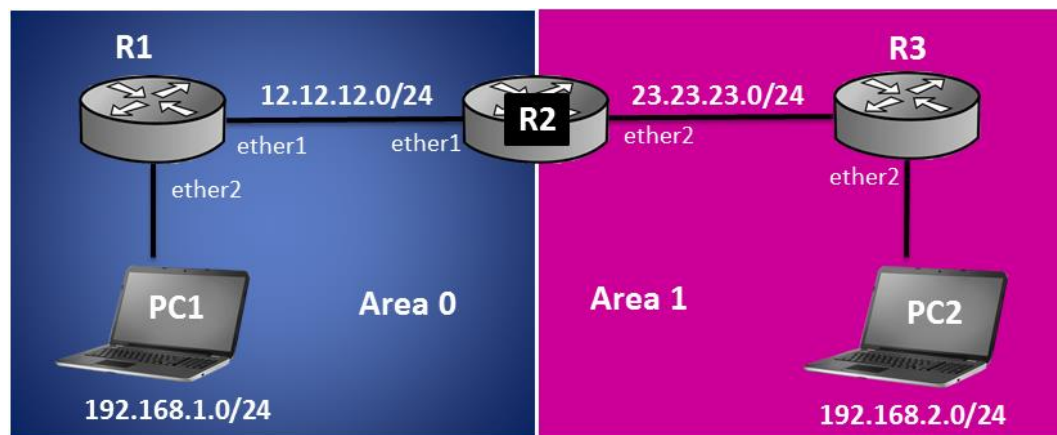 R1
R3
12.12.12.0/24
R2
23.23.23.0/24
ether1
ether1
ether2
ether2
ether2
PC1
Area 0
Area 1
PC2
192.168.1.0/24
192.168.2.0/24